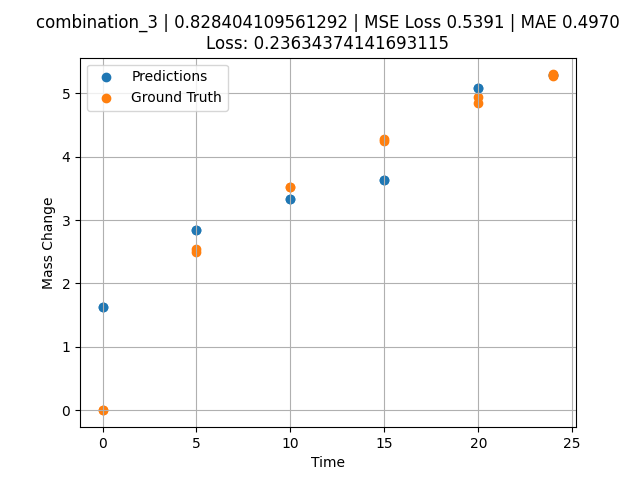 combination_3 | 0.828404109561292 | MSE Loss 0.5391 | MAE 0.4970
Loss: 0.23634374141693115
Predictions
Ground Truth
5
4
3
2
1
0
Mass Change
0 5 10 15 20 25
Time